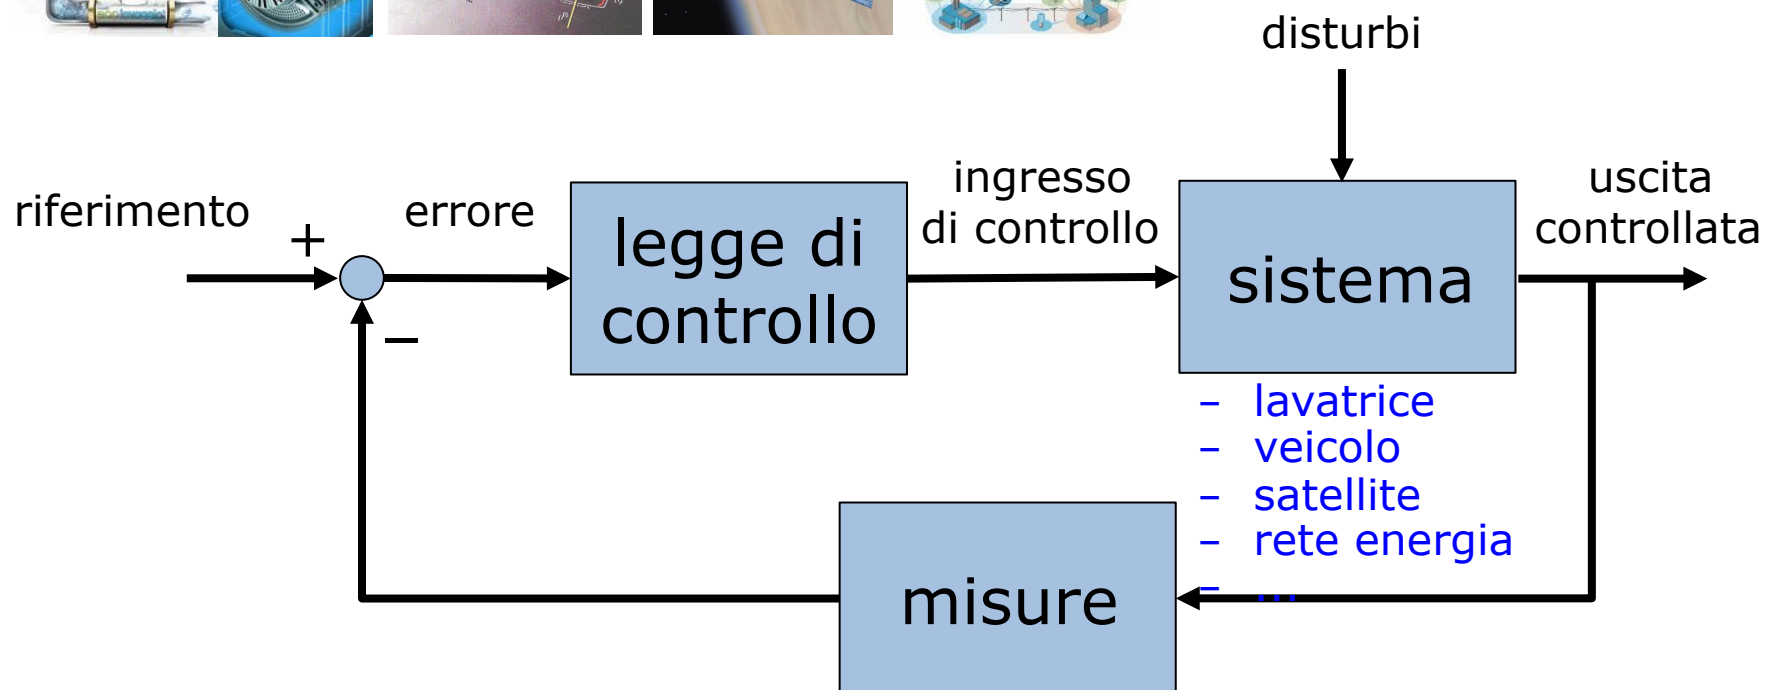 disturbi
riferimento
+
errore
legge di
controllo
ingresso
di controllo
sistema
uscita
controllata
–
– lavatrice
– veicolo
– satellite
– rete energia
– ...
misure